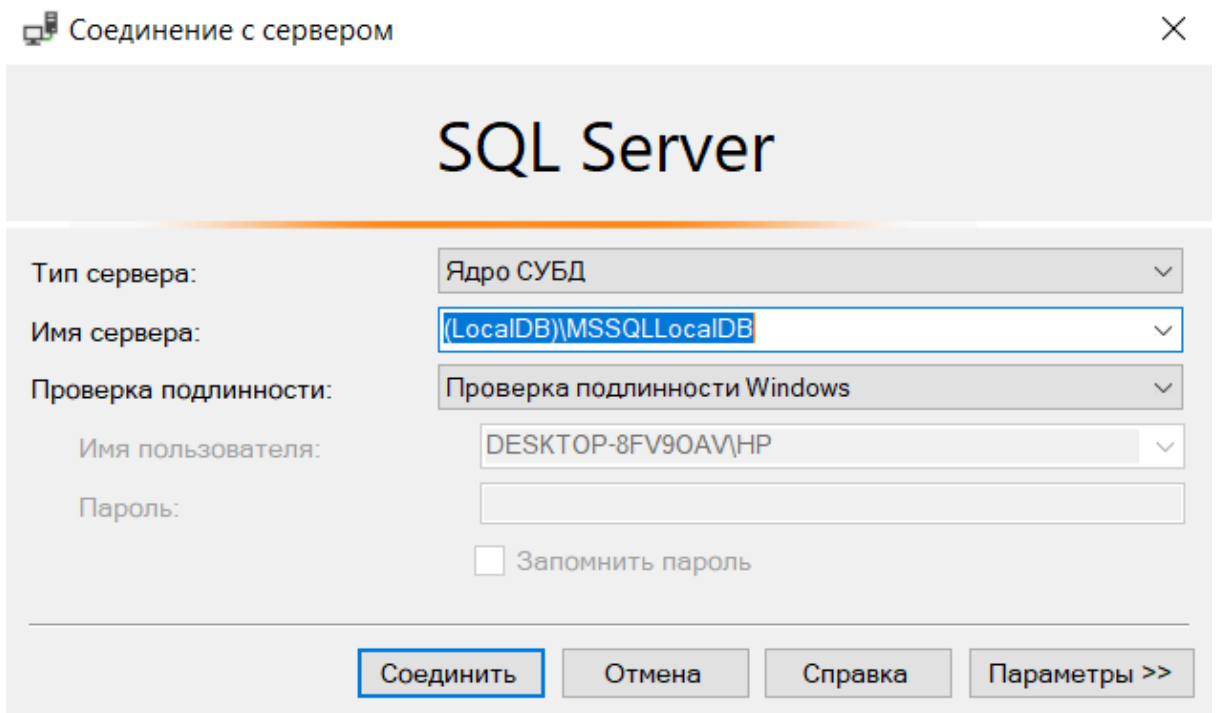 Соединение с сервером
SQL Server
Тип сервера: Ядро СУБД
Имя сервера: (LocalDB)\MSSQLLocalDB
Проверка подлинности: Проверка подлинности Windows
Имя пользователя: DESKTOP-8FV9OAV\HP
Пароль:
Запомнить пароль
Соединить Отмена Справка Параметры >>